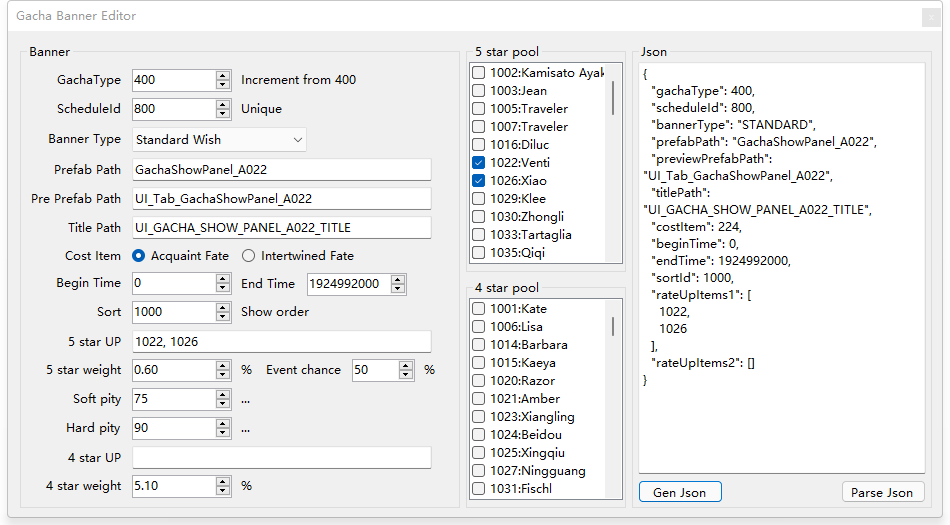 Gacha Banner Editor
Banner
GachaType 400 Increment from 400
ScheduleId 800 Unique
Banner Type Standard Wish
Prefab Path GachaShowPanel_A022
Pre Prefab Path UI_Tab_GachaShowPanel_A022
Title Path UI_GACHA_SHOW_PANEL_A022_TITLE
Cost Item Acquaint Fate Intertwined Fate
Begin Time 0 End Time 1924992000
Sort 1000 Show order
5 star UP 1022, 1026
5 star weight 0.60 % Event chance 50 %
Soft pity 75 ...
Hard pity 90 ...
4 star UP
4 star weight 5.10 %
5 star pool
1002:Kamisato Ayak
1003:Jean
1005:Traveler
1007:Traveler
1016:Diluc
1022:Venti
1026:Xiao
1029:Klee
1030:Zhongli
1033:Tartaglia
1035:Qiqi
4 star pool
1001:Kate
1006:Lisa
1014:Barbara
1015:Kaeya
1020:Razor
1021:Amber
1023:Xiangling
1024:Beidou
1025:Xingqiu
1027:Ningguang
1031:Fischl
Json
{
"gachaType": 400,
"scheduleId": 800,
"bannerType": "STANDARD",
"prefabPath": "GachaShowPanel_A022",
"previewPrefabPath":
"UI_Tab_GachaShowPanel_A022",
"titlePath":
"UI_GACHA_SHOW_PANEL_A022_TITLE",
"costItem": 224,
"beginTime": 0,
"endTime": 1924992000,
"sortId": 1000,
"rateUpItems1": [
1022,
1026
],
"rateUpItems2": []
}
Gen Json Parse Json